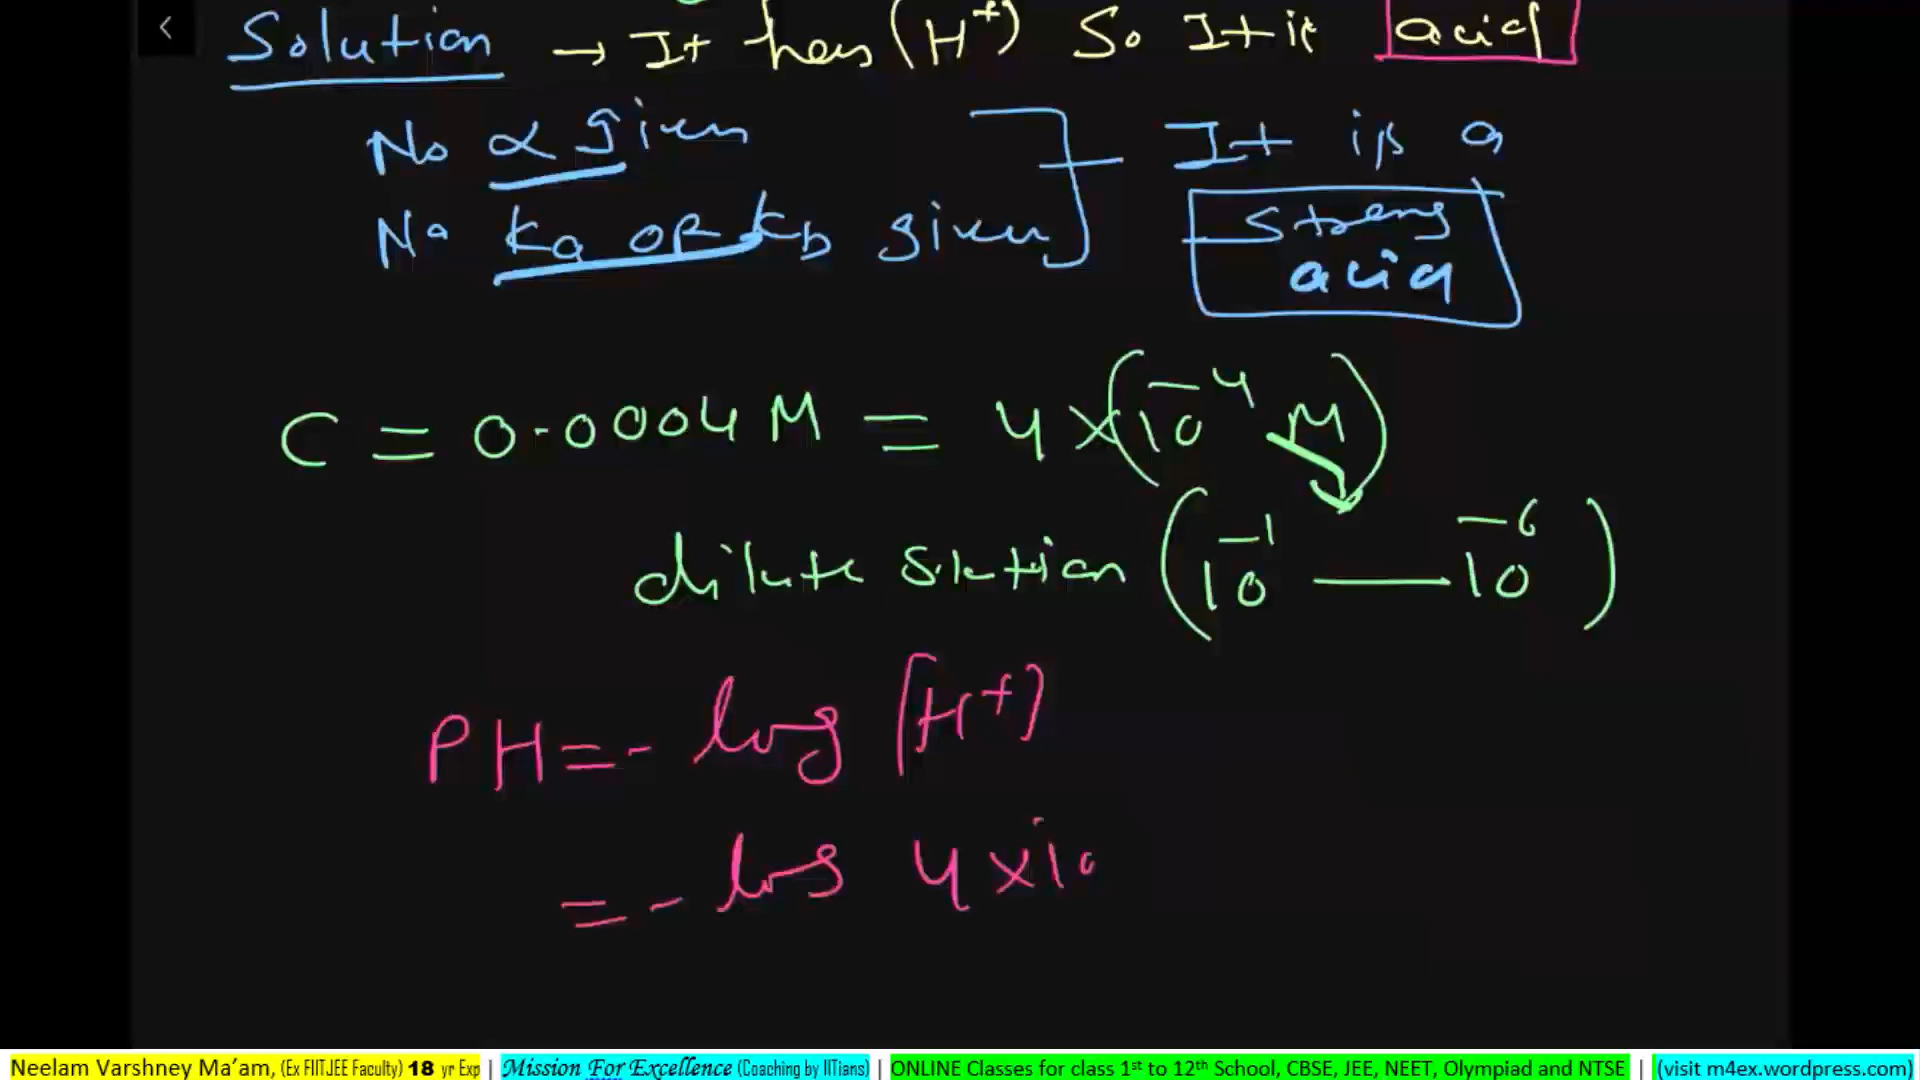 Solution → It has (H⁺) So It is acid
No α given
It is a
No Ka OR Kb given
Strong acid
C = 0.0004 M = 4 × (10⁻⁴ M)
dilute solution (10⁻¹ — 10⁻⁶)
PH = - log [H⁺]
= - log 4 × 10
Neelam Varshney Ma’am, (Ex FIITJEE Faculty) 18 yr Exp | Mission For Excellence (Coaching by IITians) | ONLINE Classes for class 1st to 12th School, CBSE, JEE, NEET, Olympiad and NTSE | (visit m4ex.wordpress.com)